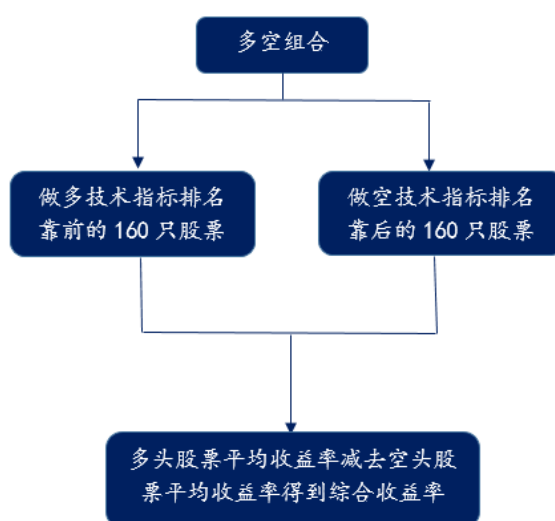 多空组合
做多技术指标排名
靠前的 160 只股票
做空技术指标排名
靠后的 160 只股票
多头股票平均收益率减去空头股
票平均收益率得到综合收益率